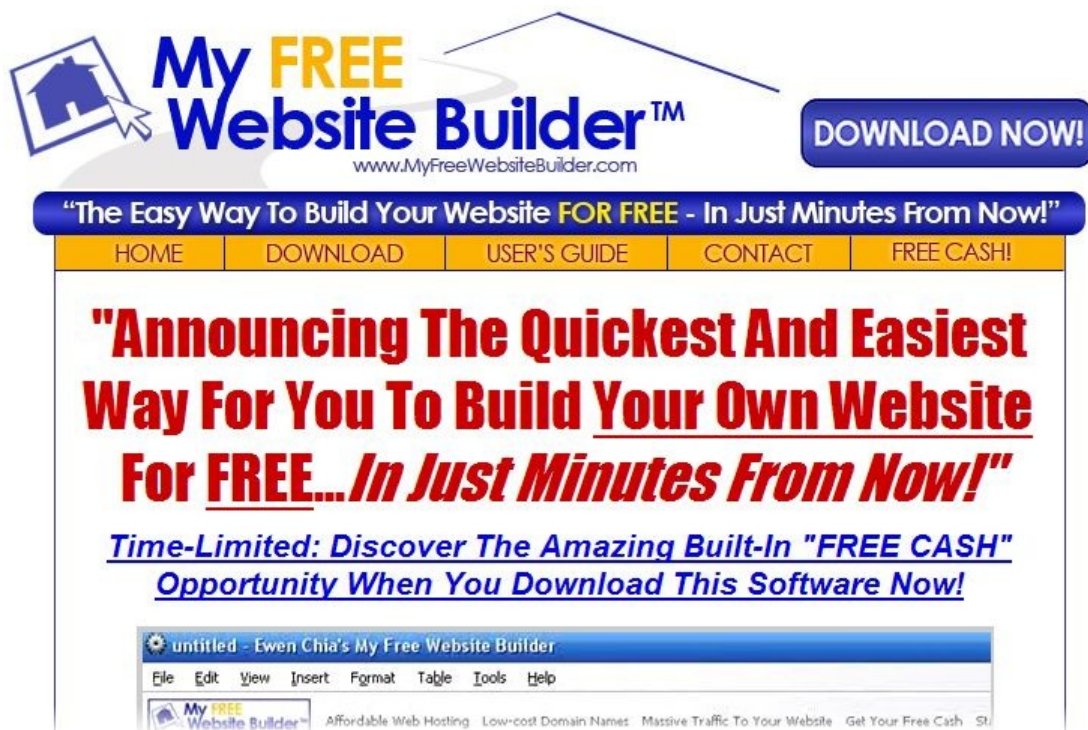 My FREE
Website Builder™
www.MyFreeWebsiteBuilder.com
DOWNLOAD NOW!
“The Easy Way To Build Your Website FOR FREE - In Just Minutes From Now!”
HOME DOWNLOAD USER'S GUIDE CONTACT FREE CASH!
"Announcing The Quickest And Easiest
Way For You To Build Your Own Website
For FREE...In Just Minutes From Now!"
Time-Limited: Discover The Amazing Built-In "FREE CASH"
Opportunity When You Download This Software Now!
untitled - Ewen Chia's My Free Website Builder
File Edit View Insert Format Table Tools Help
My FREE
Website Builder™
Affordable Web Hosting Low-cost Domain Names Massive Traffic To Your Website Get Your Free Cash